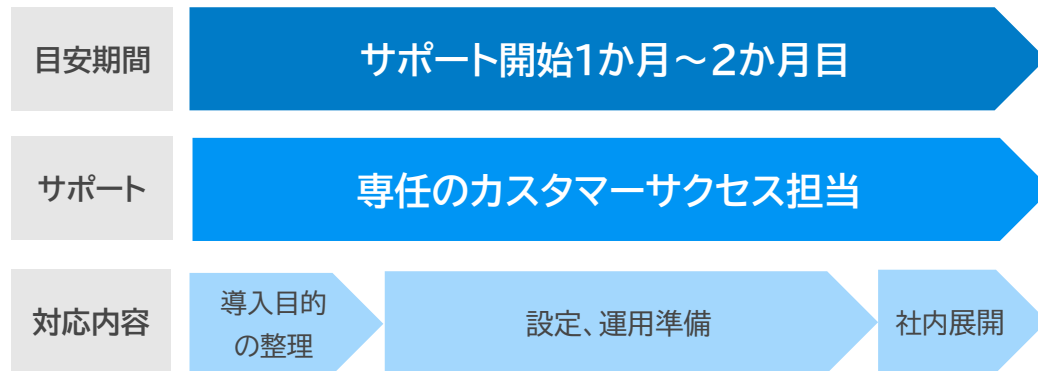 目安期間
サポート開始1か月～2か月目
サポート
専任のカスタマーサクセス担当
対応内容
導入目的
の整理
設定、運用準備
社内展開